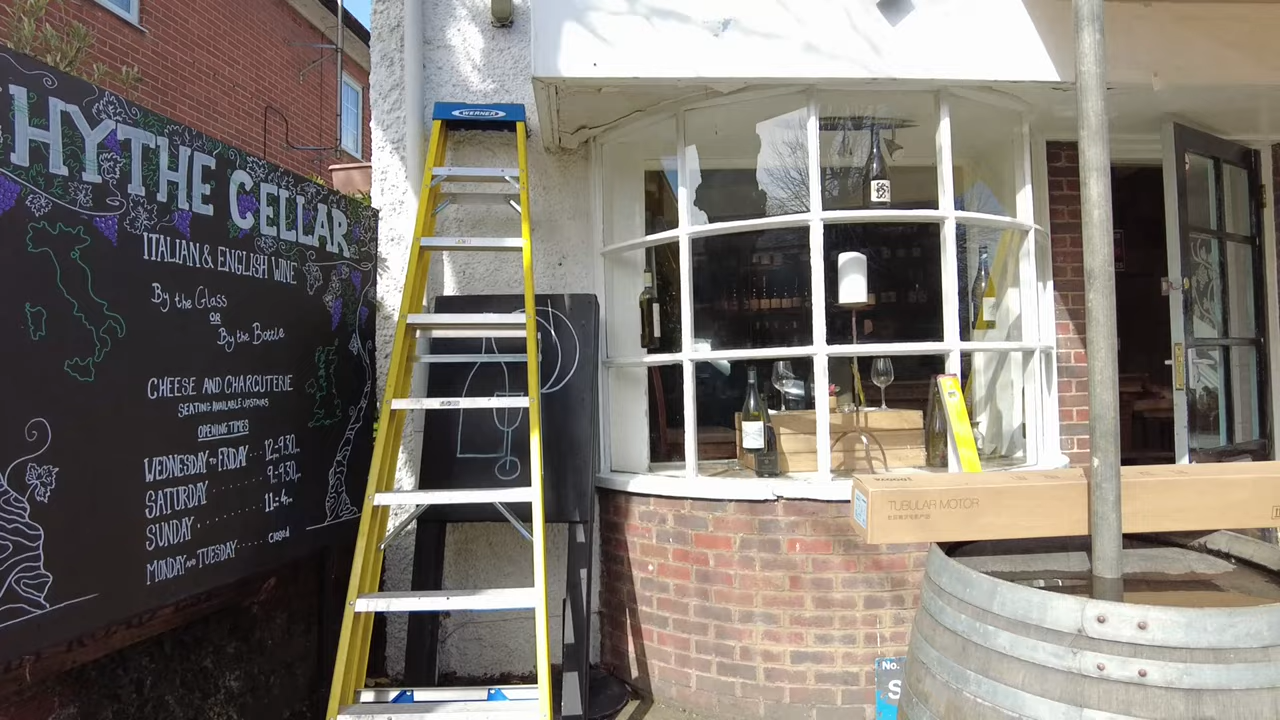 HYTHE CELLAR
ITALIAN & ENGLISH WINE
By the Glass
OR
By the Bottle
CHEESE AND CHARCUTERIE
SEATING AVAILABLE UPSTAIRS
OPENING TIMES
WEDNESDAY TO FRIDAY ... 12-9.30
SATURDAY ....... 9-9.30
SUNDAY ........ 11-4
MONDAY AND TUESDAY ..... Closed
WERNER
TUBULAR MOTOR
No.
S